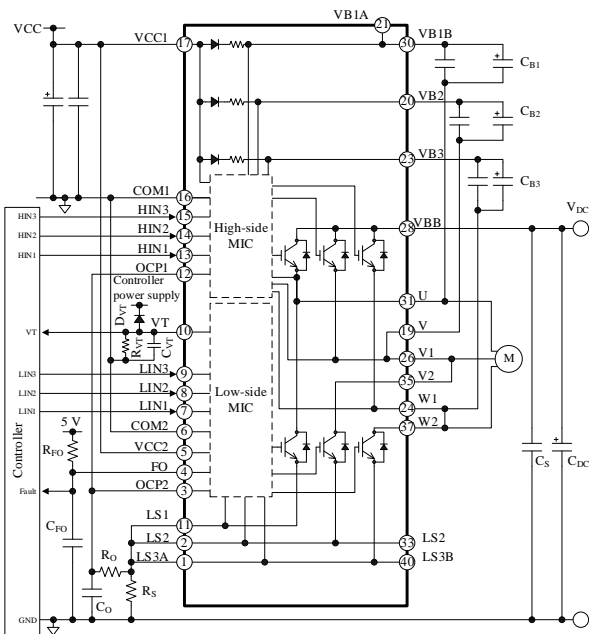 VB1A
21
VCC
VCC1
17
30
VB1B
CB1
20
VB2
CB2
23
VB3
CB3
COM1
16
HIN3
HIN3
15
HIN2
HIN2
14
HIN1
HIN1
13
OCP1
12
High-side
MIC
28
VBB
VDC
Controller
power supply
DVT
RVT
CVT
VT
VT
10
31
U
19
V
26
V1
35
V2
24
W1
37
W2
M
LIN3
LIN3
9
LIN2
LIN2
8
LIN1
LIN1
7
Low-side
MIC
COM2
6
5 V
VCC2
5
RFO
FO
4
OCP2
3
Controller
Fault
CFO
LS1
11
LS2
2
33
LS2
LS3A
1
40
LS3B
RO
RS
CO
CS
CDC
GND